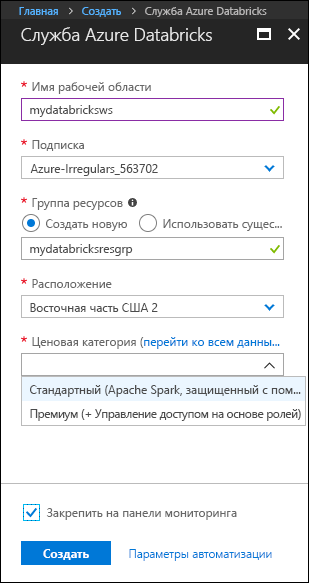 Главная > Создать > Служба Azure Databricks
Служба Azure Databricks
* Имя рабочей области
mydatabricksws
* Подписка
Azure-Irregulars_563702
* Группа ресурсов
Создать новую Использовать сущес...
mydatabricksresgrp
* Расположение
Восточная часть США 2
* Ценовая категория (перейти ко всем данны...
Стандартный (Apache Spark, защищенный с пом...
Премиум (+ Управление доступом на основе ролей)
Закрепить на панели мониторинга
Создать Параметры автоматизации